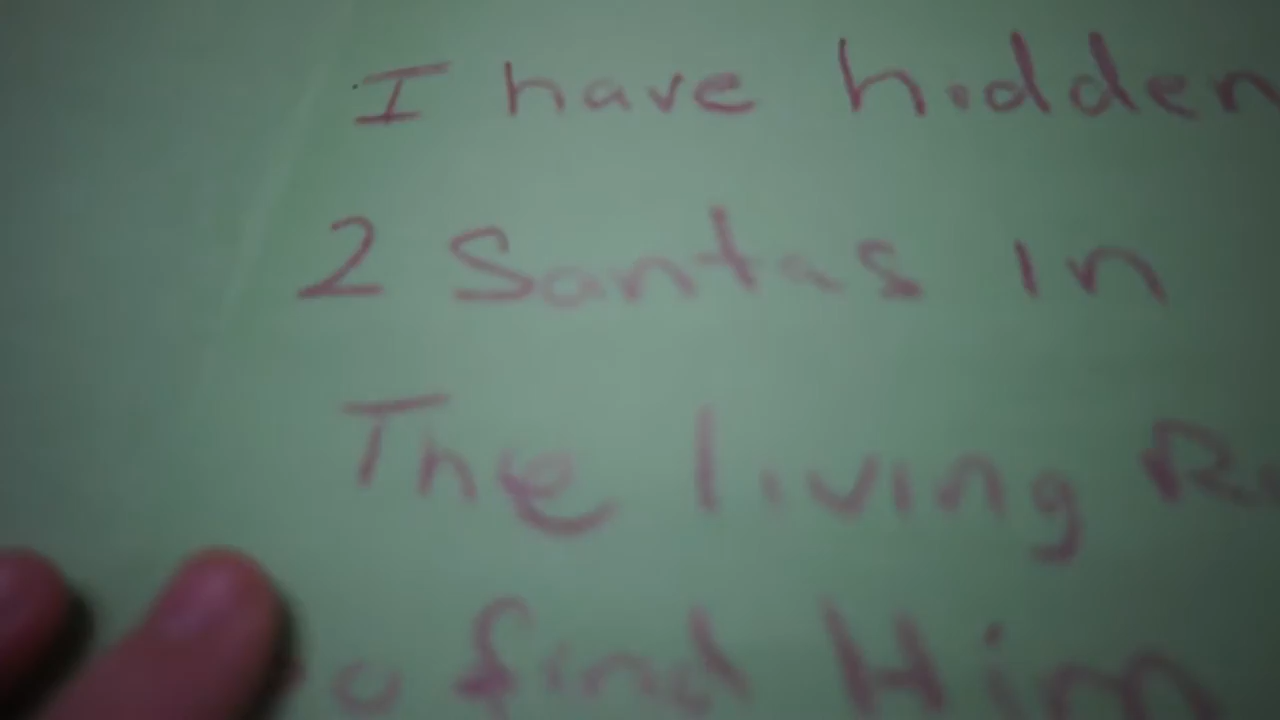 I have hidden
2 Santas in
The living
find Him